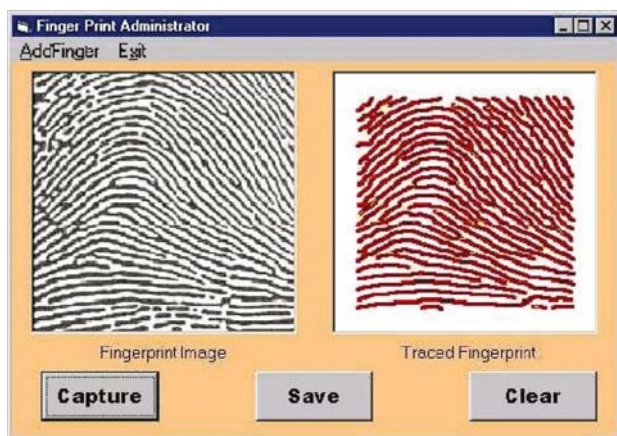 Finger Print Administrator
AddFinger Exit
Fingerprint Image Traced Fingerprint
Capture Save Clear